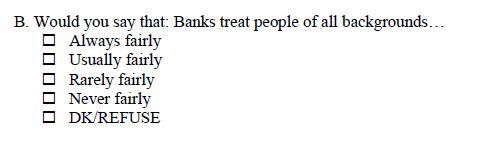 B. Would you say that: Banks treat people of all backgrounds…
☐ Always fairly
☐ Usually fairly
☐ Rarely fairly
☐ Never fairly
☐ DK/REFUSE